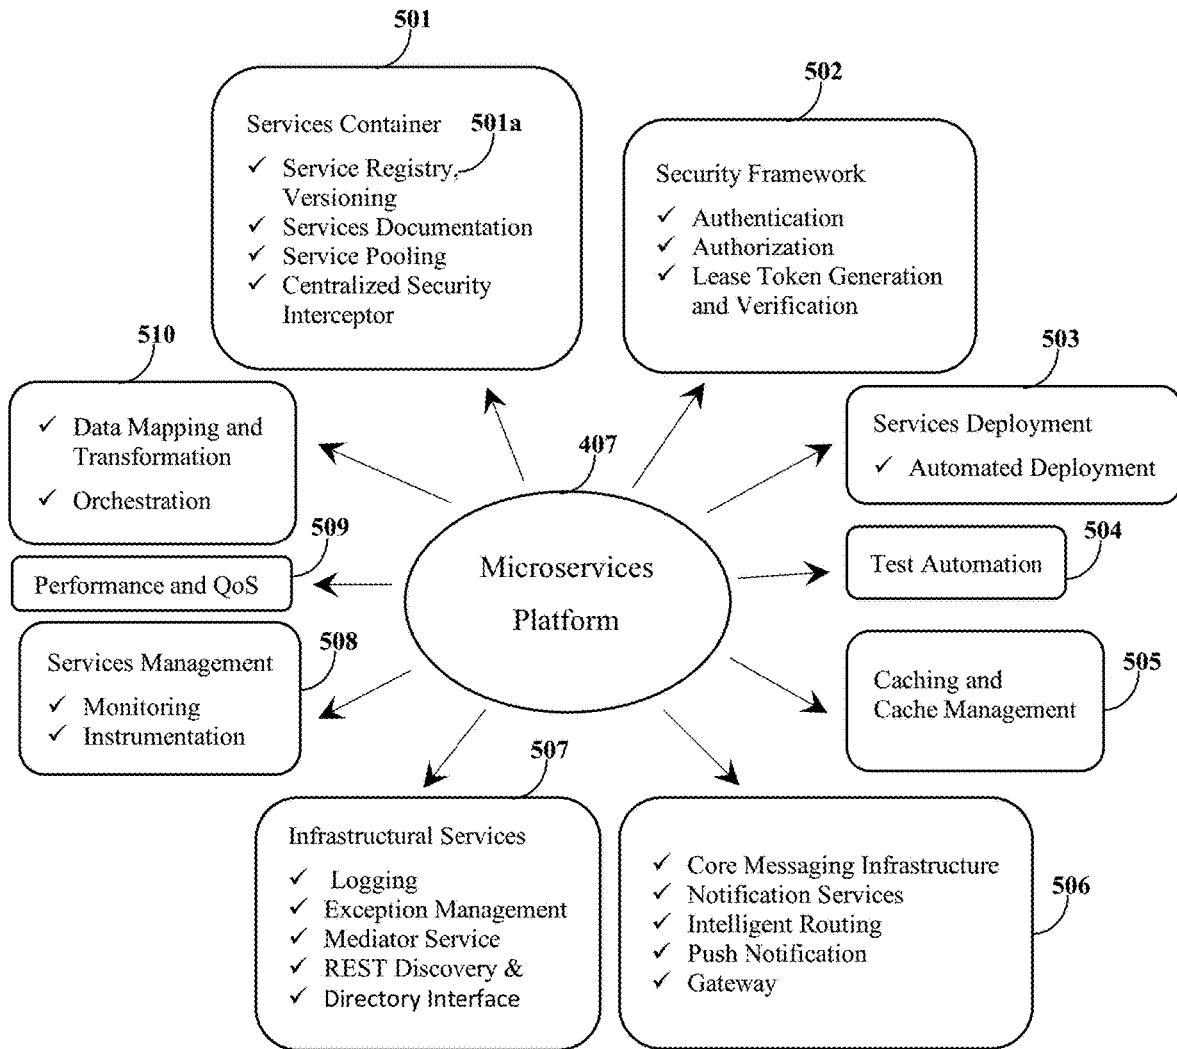 501
Services Container
501a
✓ Service Registry,
Versioning
✓ Services Documentation
✓ Service Pooling
✓ Centralized Security
Interceptor
502
Security Framework
✓ Authentication
✓ Authorization
✓ Lease Token Generation
and Verification
503
Services Deployment
✓ Automated Deployment
504
Test Automation
505
Caching and
Cache Management
506
✓ Core Messaging Infrastructure
✓ Notification Services
✓ Intelligent Routing
✓ Push Notification
✓ Gateway
507
Infrastructural Services
✓ Logging
✓ Exception Management
✓ Mediator Service
✓ REST Discovery &
✓ Directory Interface
508
Services Management
✓ Monitoring
✓ Instrumentation
509
Performance and QoS
510
✓ Data Mapping and
Transformation
✓ Orchestration
407
Microservices
Platform